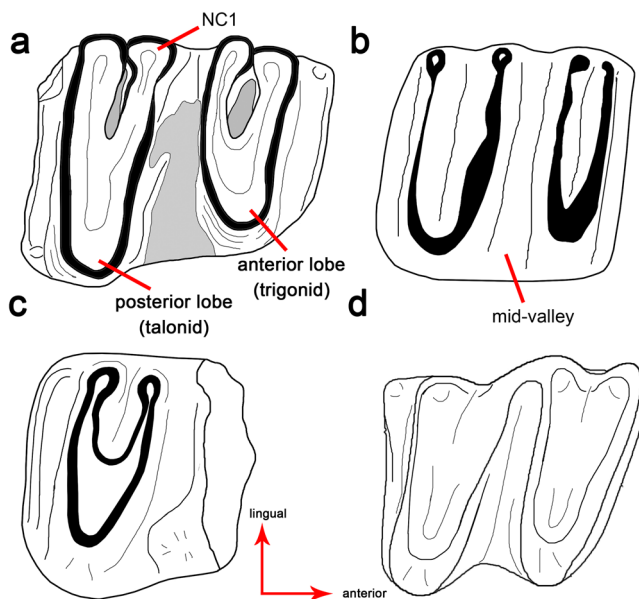 a
NC1
b
anterior lobe
(trigonid)
posterior lobe
(talonid)
mid-valley
c
d
lingual
anterior